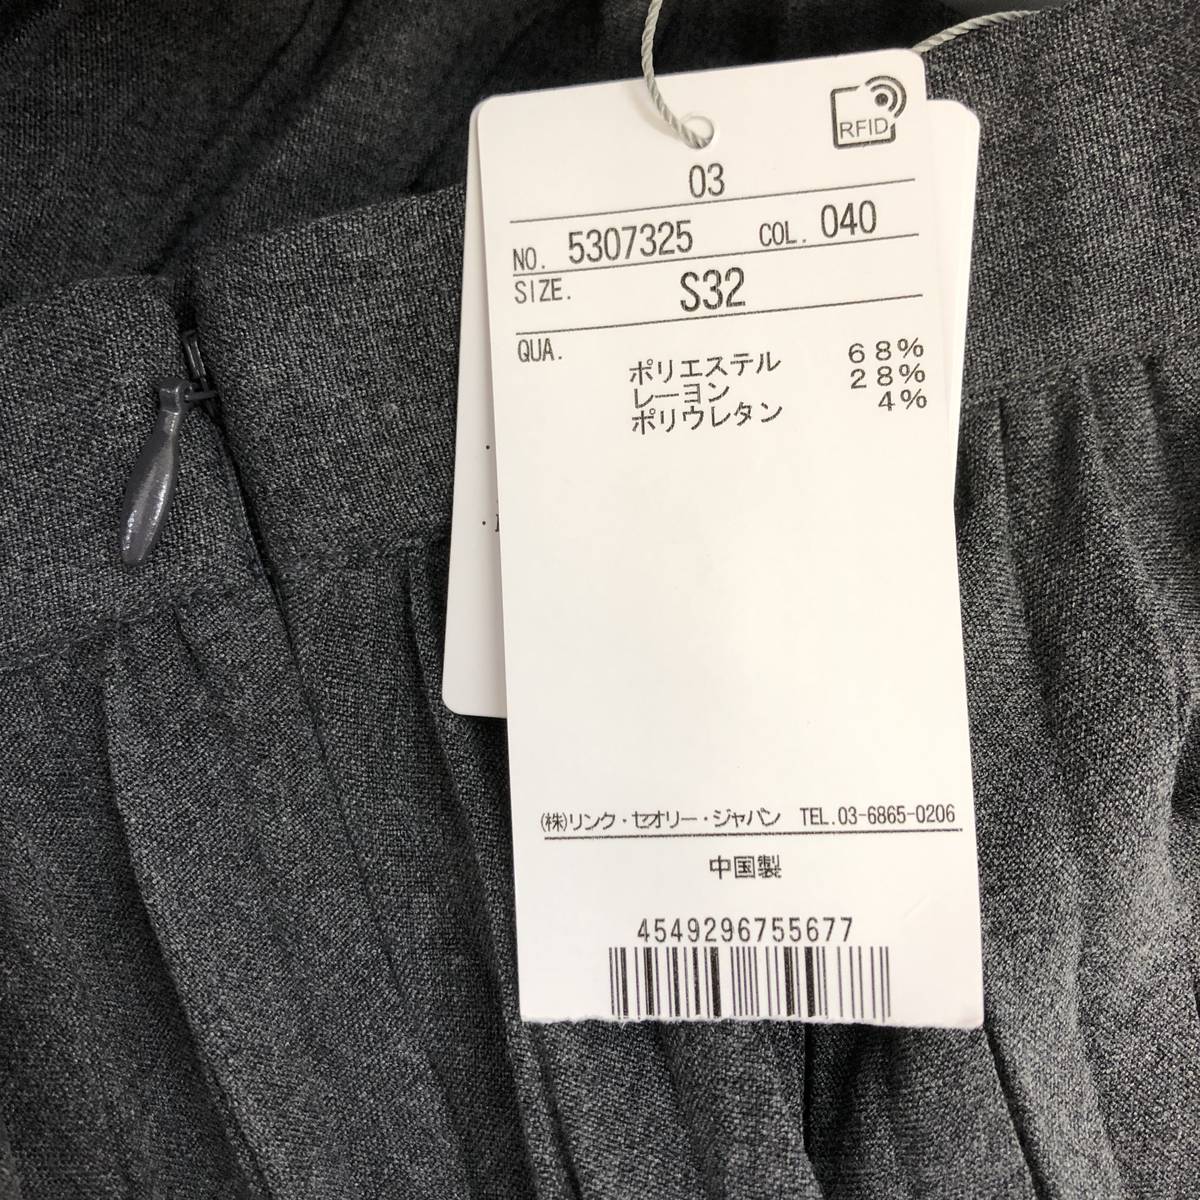 RFID
03
NO. 5307325 COL. 040
SIZE. S32
QUA. ポリエステル 68%
レーヨン 28%
ポリウレタン 4%
(株)リンク・セオリー・ジャパン TEL.03-6865-0206
中国製
4549296755677